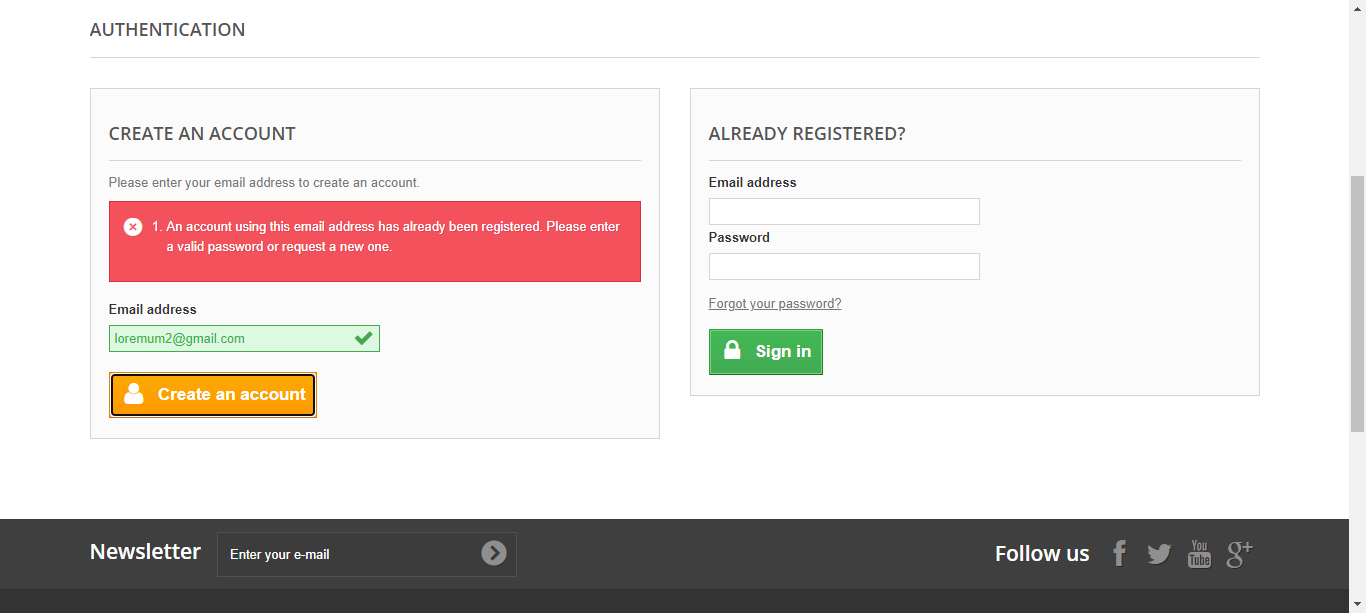 AUTHENTICATION
CREATE AN ACCOUNT
Please enter your email address to create an account.
1. An account using this email address has already been registered. Please enter
a valid password or request a new one.
Email address
loremum2@gmail.com
Create an account
ALREADY REGISTERED?
Email address
Password
Forgot your password?
Sign in
Newsletter
Enter your e-mail
Follow us
You
Tube
g+